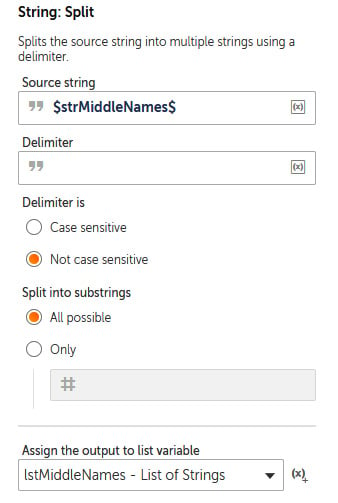 String: Split
Splits the source string into multiple strings using a
delimiter.
Source string
$strMiddleNames$
(x)
Delimiter
(x)
Delimiter is
Case sensitive
Not case sensitive
Split into substrings
All possible
Only
#
Assign the output to list variable
lstMiddleNames - List of Strings
(x)+